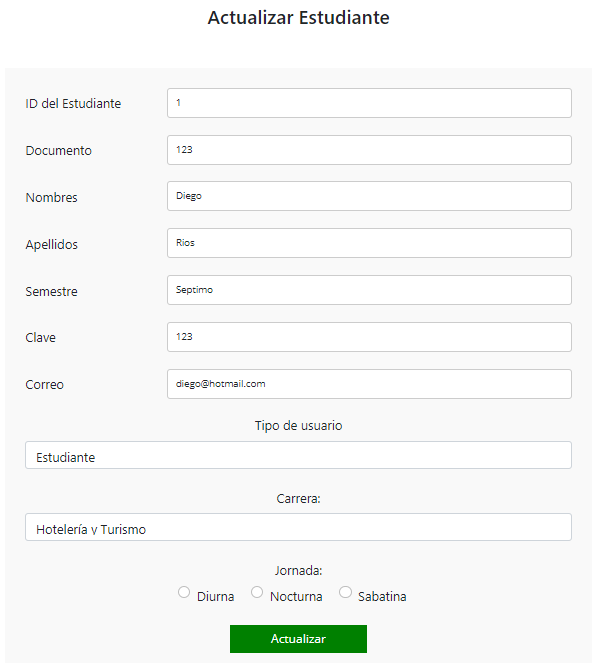 Actualizar Estudiante
ID del Estudiante 1
Documento 123
Nombres Diego
Apellidos Rios
Semestre Septimo
Clave 123
Correo diego@hotmail.com
Tipo de usuario
Estudiante
Carrera:
Hotelería y Turismo
Jornada:
Diurna Nocturna Sabatina
Actualizar